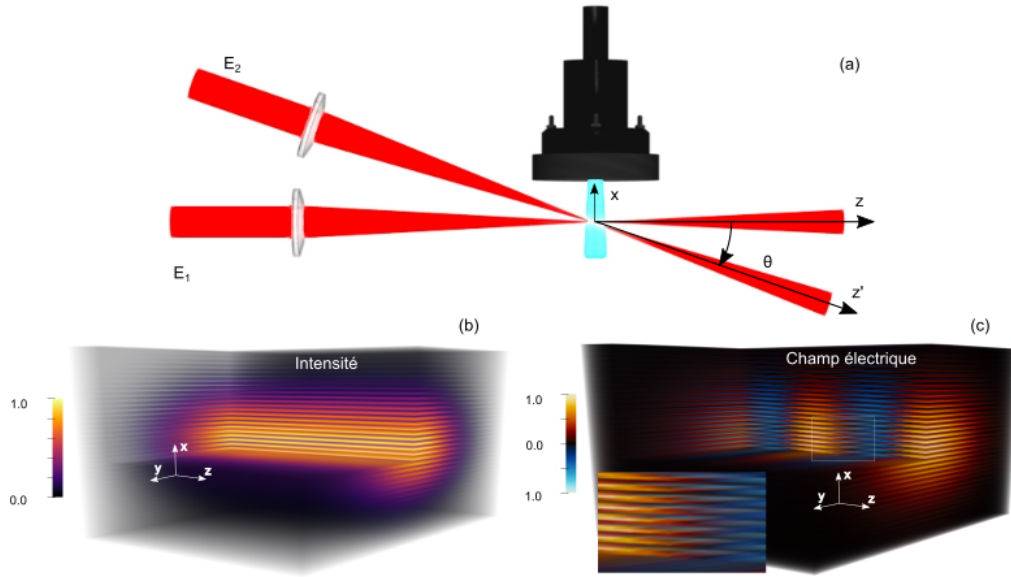 (a)
E2
x
z
E1
θ
z'
(b)
Intensité
1.0
0.0
x
y
z
(c)
Champ électrique
1.0
0.0
1.0
x
y
z